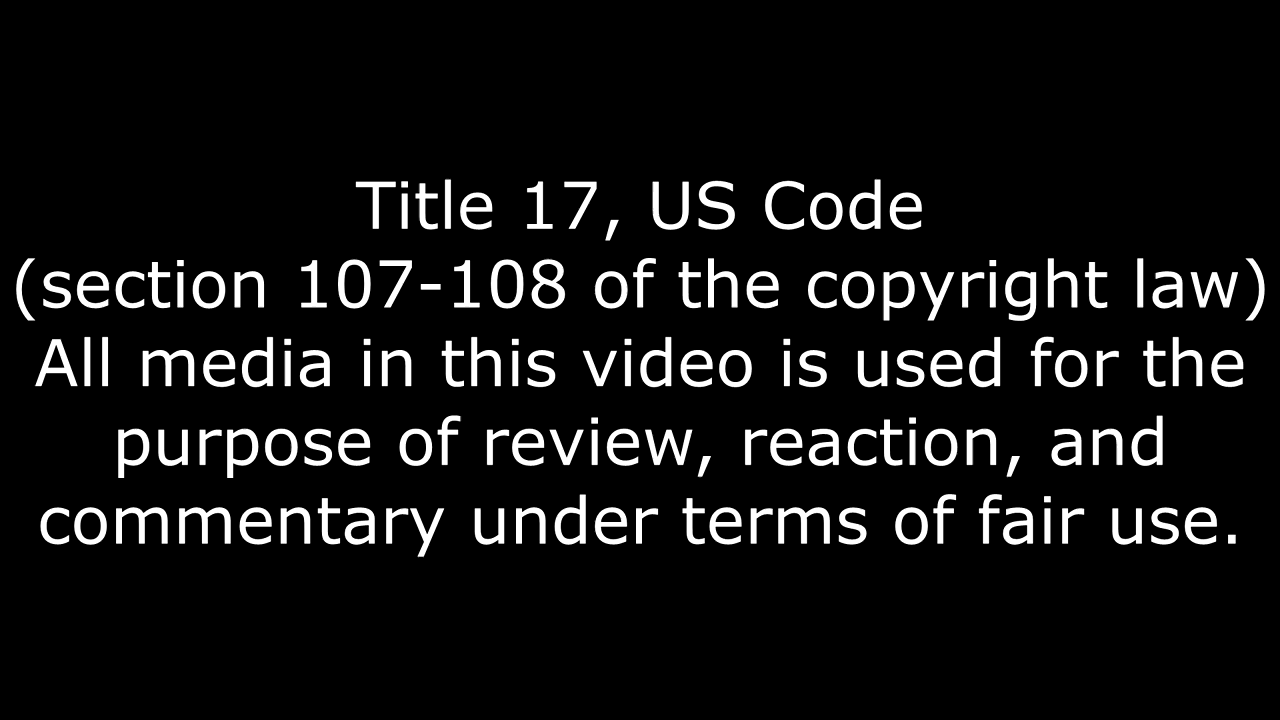 Title 17, US Code
(section 107-108 of the copyright law)
All media in this video is used for the
purpose of review, reaction, and
commentary under terms of fair use.